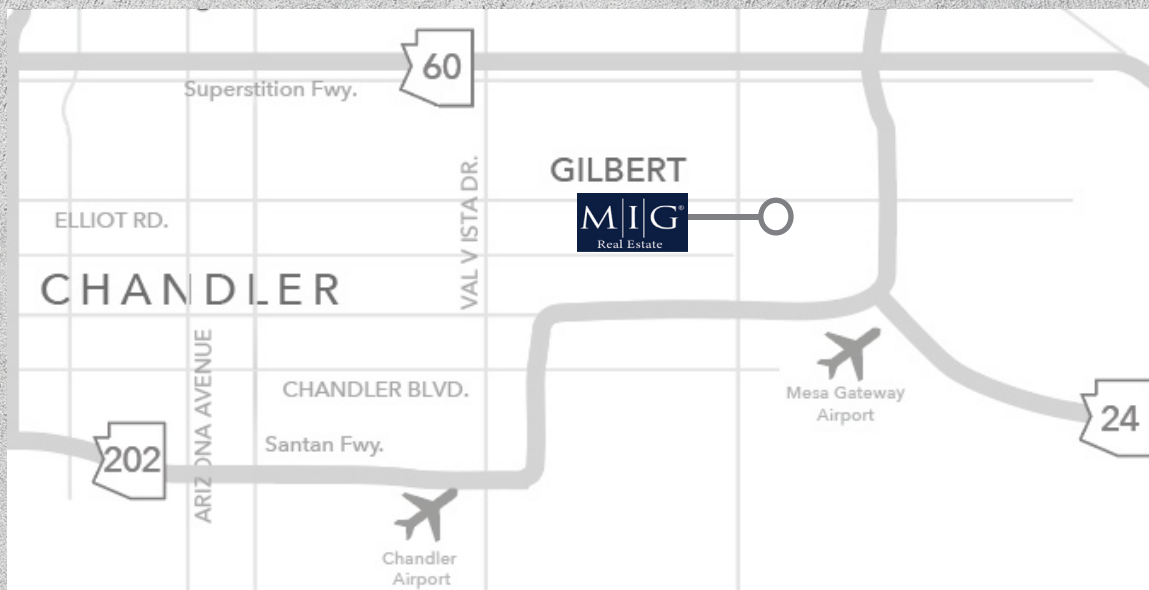 60
Superstition Fwy.
GILBERT
M|I|G®
Real Estate
ELLIOT RD.
VAL VISTA DR.
CHANDLER
ARIZONA AVENUE
CHANDLER BLVD.
Mesa Gateway
Airport
24
Santan Fwy.
202
Chandler
Airport